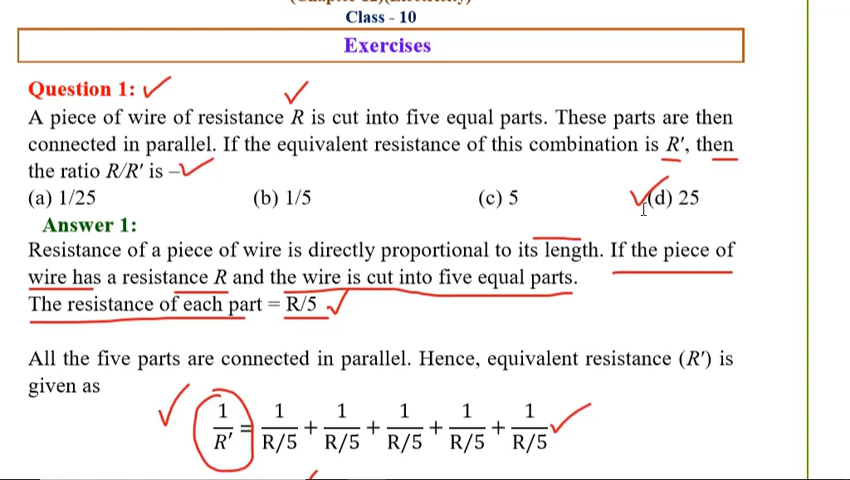 Class - 10
Exercises
Question 1:
A piece of wire of resistance R is cut into five equal parts. These parts are then
connected in parallel. If the equivalent resistance of this combination is R′, then
the ratio R/R′ is –
(a) 1/25 (b) 1/5 (c) 5 (d) 25
Answer 1:
Resistance of a piece of wire is directly proportional to its length. If the piece of
wire has a resistance R and the wire is cut into five equal parts.
The resistance of each part = R/5
All the five parts are connected in parallel. Hence, equivalent resistance (R′) is
given as
1/R′ = 1/(R/5) + 1/(R/5) + 1/(R/5) + 1/(R/5) + 1/(R/5)